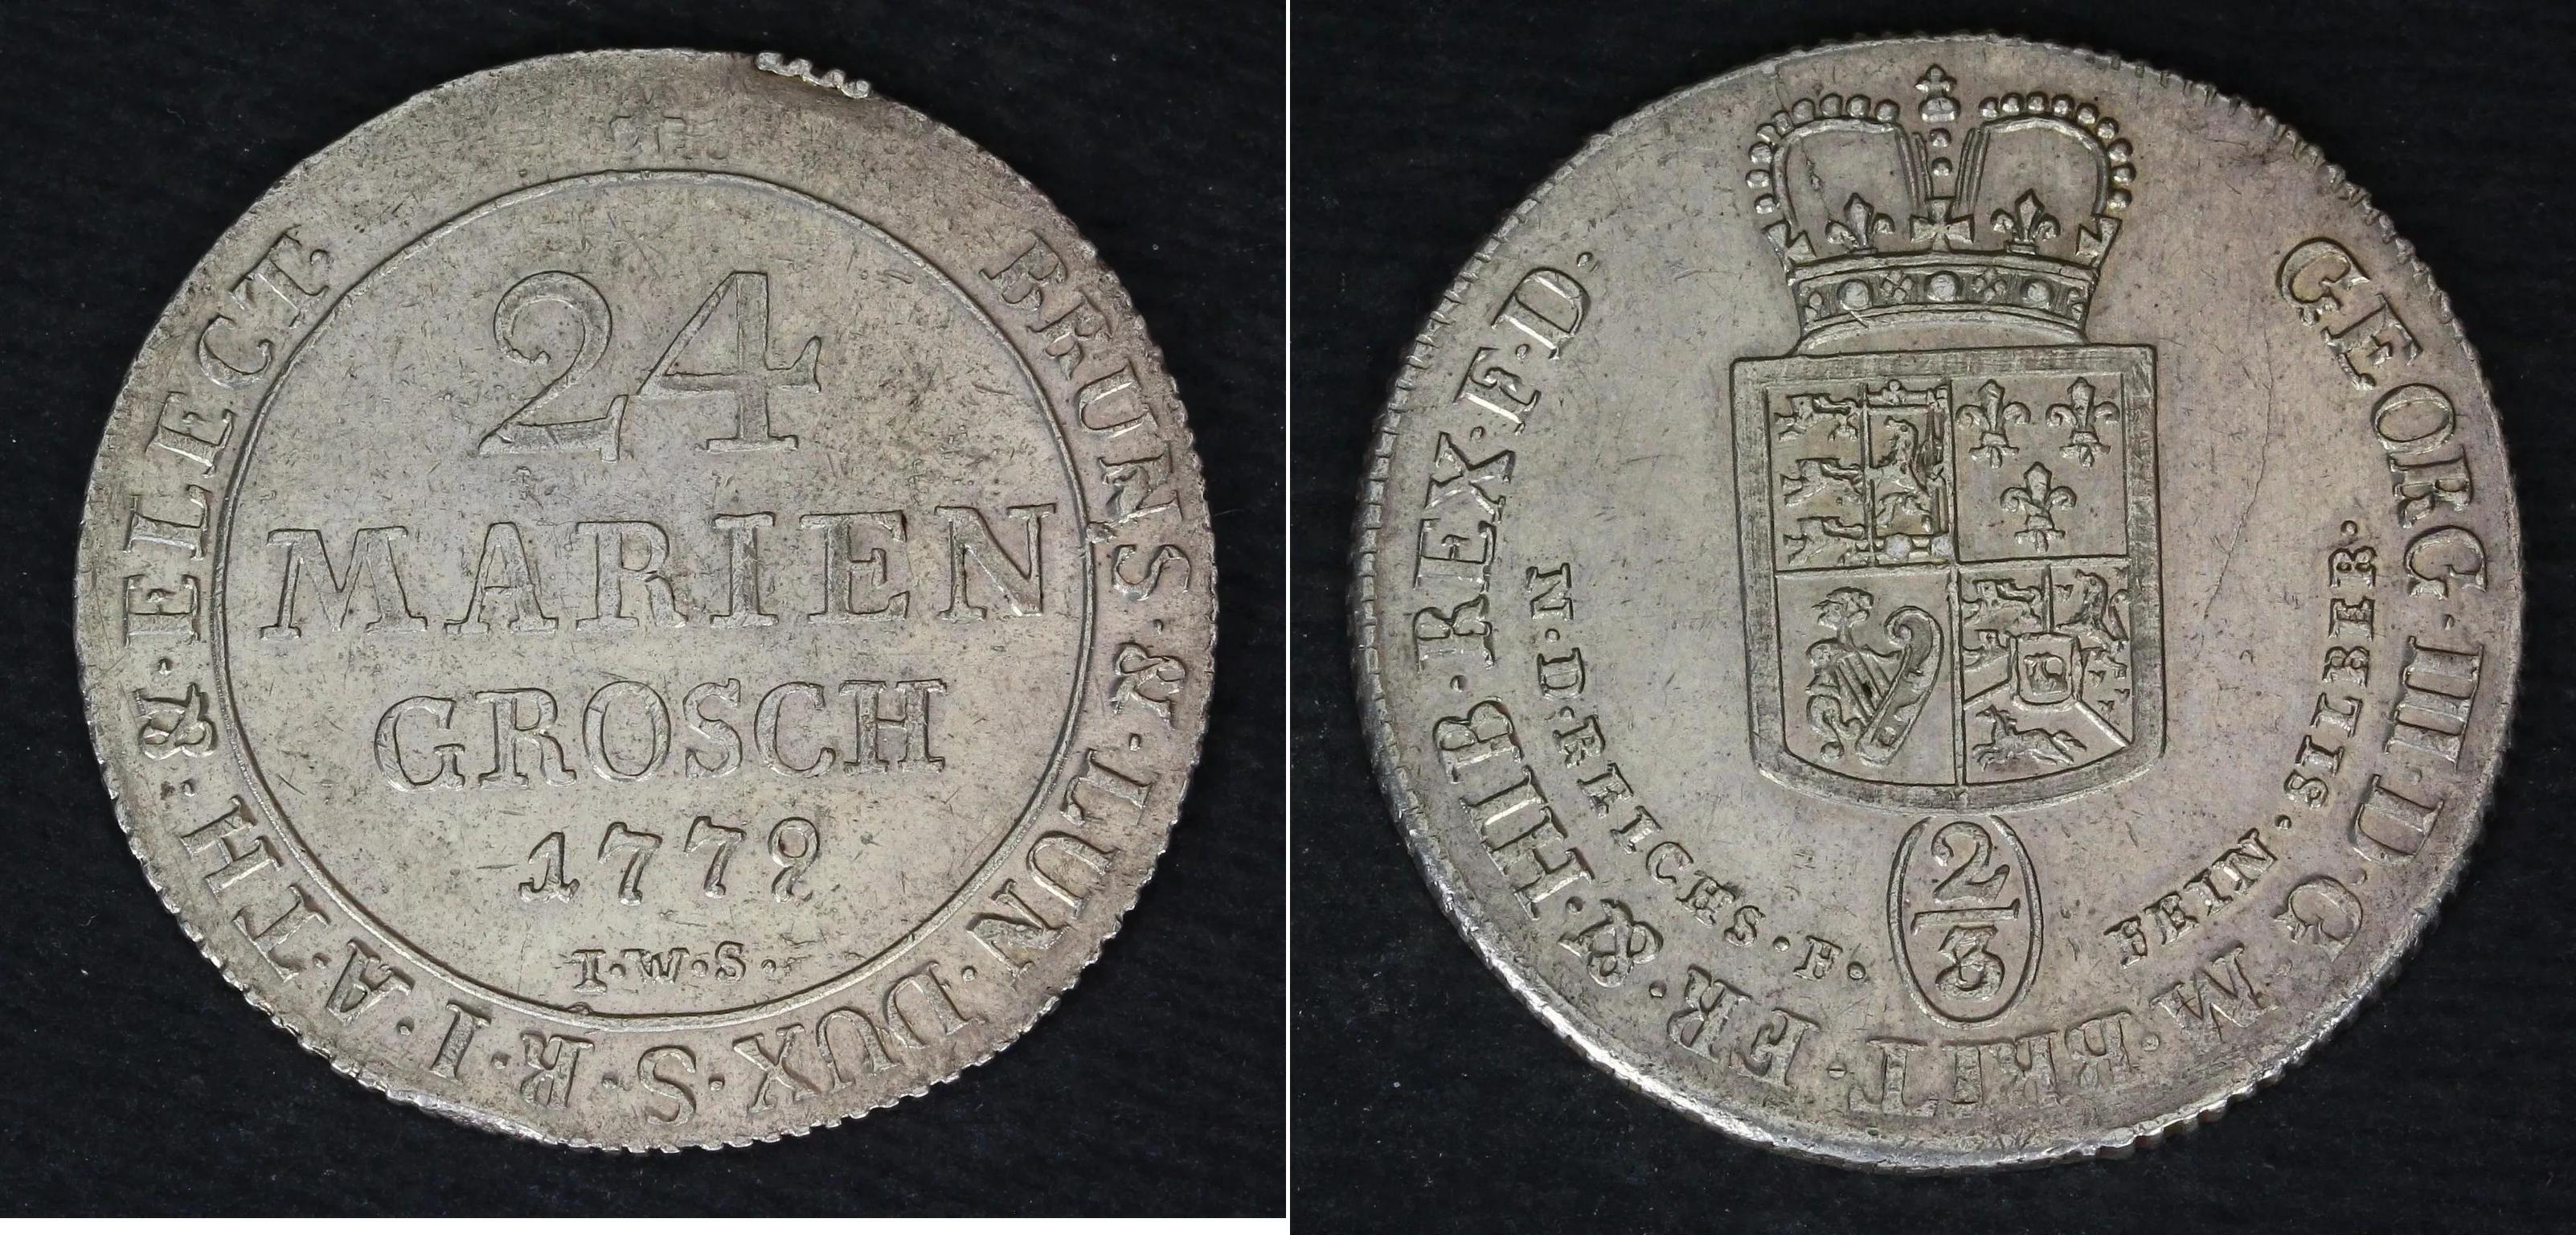 24
MARIEN
GROSCH
1779
I·W·S·
BRUNS·&·LUN·DUX·S·R·I·A·TH·&·ELECT·
GEORG·III·D·G·M·BRIT·FR·&·HIB·REX·F·D·
N·D·REICHS·F·
FEIN·SILBER·
2
3